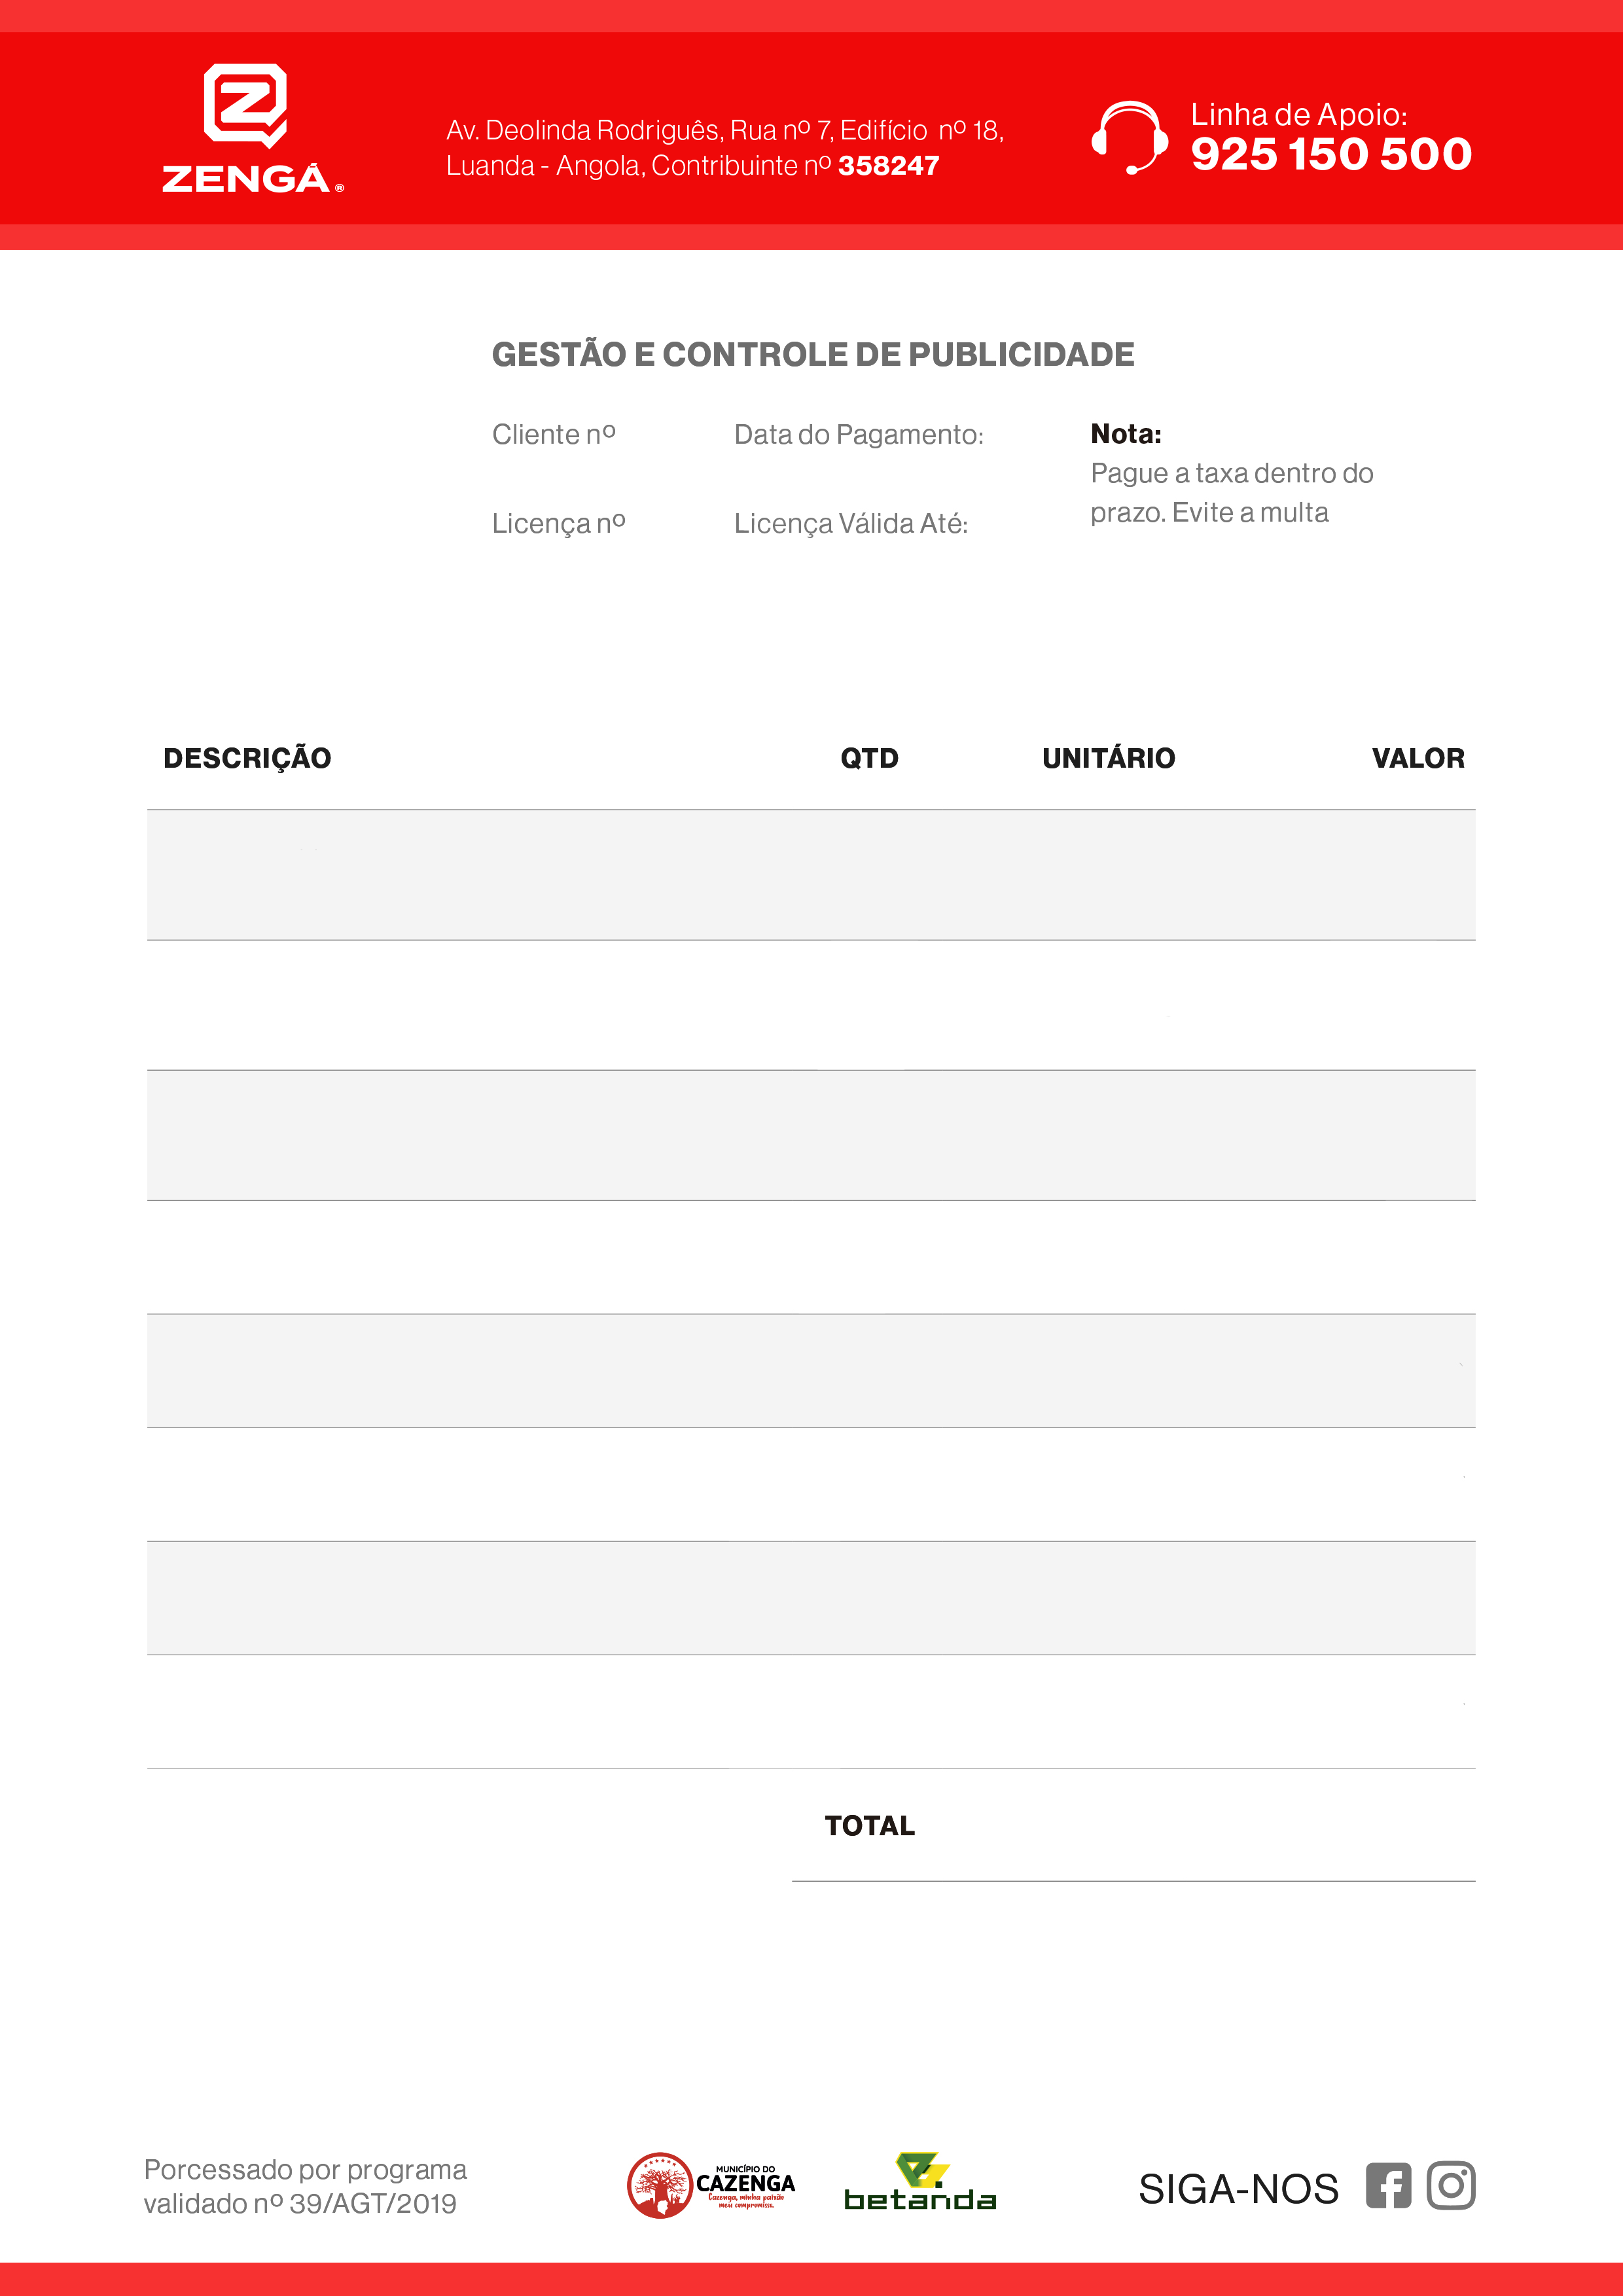 ZENGÁ®
Av. Deolinda Rodriguês, Rua nº 7, Edifício nº 18,
Luanda - Angola, Contribuinte nº 358247
Linha de Apoio:
925 150 500
GESTÃO E CONTROLE DE PUBLICIDADE
Cliente nº
Data do Pagamento:
Nota:
Pague a taxa dentro do
prazo. Evite a multa
Licença nº
Licença Válida Até:
DESCRIÇÃO QTD UNITÁRIO VALOR
TOTAL
Porcessado por programa
validado nº 39/AGT/2019
MUNICÍPIO DO
CAZENGA
Cazenga, minha paixão
meu compromisso.
betanda
SIGA-NOS